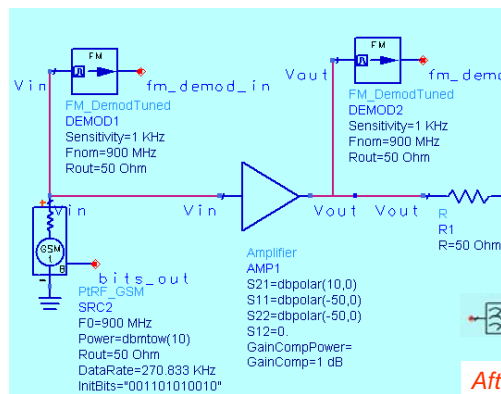 FM
Vin
fm_demod_in
FM_DemodTuned
DEMOD1
Sensitivity=1 KHz
Fnom=900 MHz
Rout=50 Ohm
FM
Vout
fm_demo
FM_DemodTuned
DEMOD2
Sensitivity=1 KHz
Fnom=900 MHz
Rout=50 Ohm
Vin
Vin
Vout
Vout
R
R1
R=50 Ohm
GSM
1
B
bits_out
PtRF_GSM
SRC2
F0=900 MHz
Power=dbmtow(10)
Rout=50 Ohm
DataRate=270.833 KHz
InitBits="001101010010"
Amplifier
AMP1
S21=dbpolar(10,0)
S11=dbpolar(-50,0)
S22=dbpolar(-50,0)
S12=0.
GainCompPower=
GainComp=1 dB
Aft